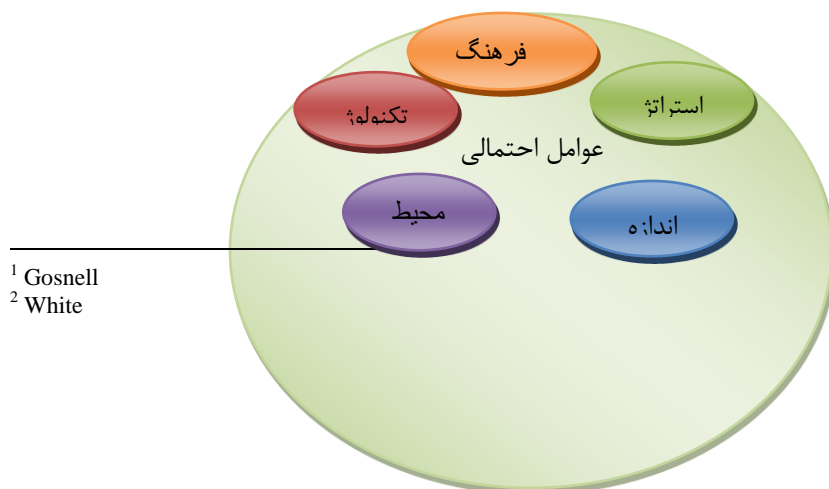 فرهنگ
استراتژ
تکنولوژ
عوامل احتمالی
محیط
اندازه
1 Gosnell
2 White